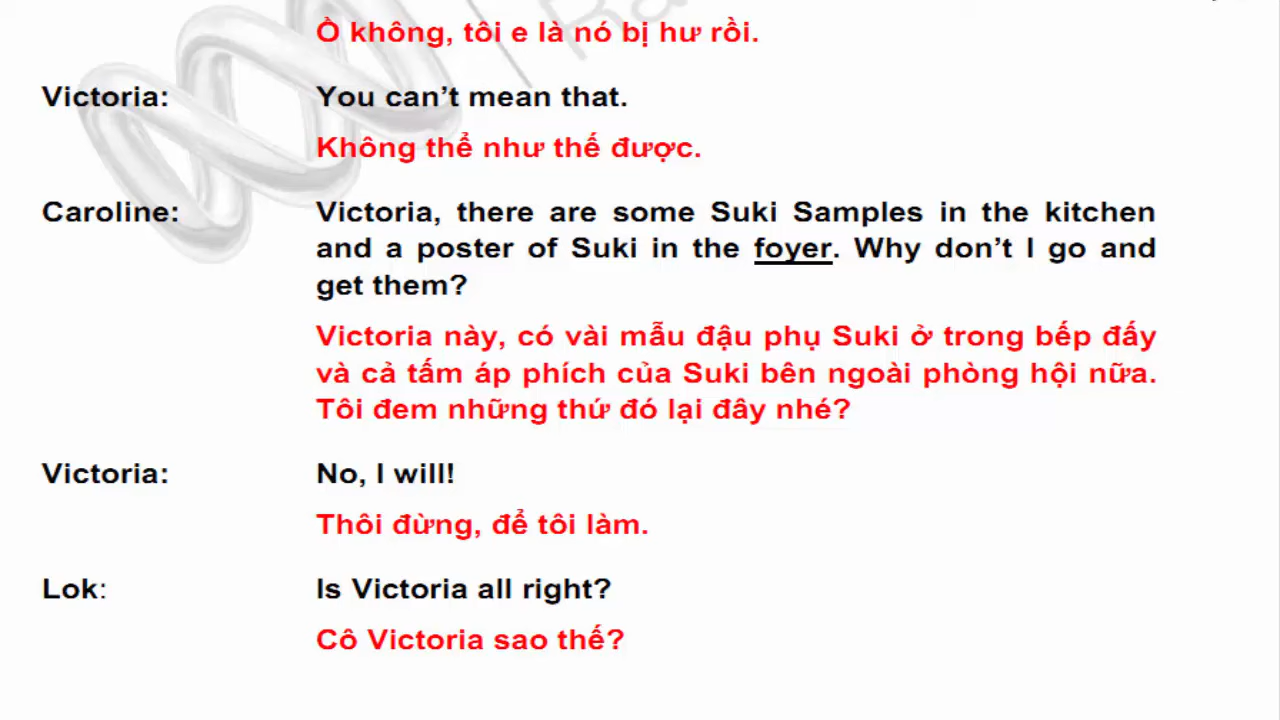 Ồ không, tôi e là nó bị hư rồi.
Victoria: You can't mean that.
Không thể như thế được.
Caroline: Victoria, there are some Suki Samples in the kitchen
and a poster of Suki in the foyer. Why don't I go and
get them?
Victoria này, có vài mẫu đậu phụ Suki ở trong bếp đấy
và cả tấm áp phích của Suki bên ngoài phòng hội nữa.
Tôi đem những thứ đó lại đây nhé?
Victoria: No, I will!
Thôi đừng, để tôi làm.
Lok: Is Victoria all right?
Cô Victoria sao thế?